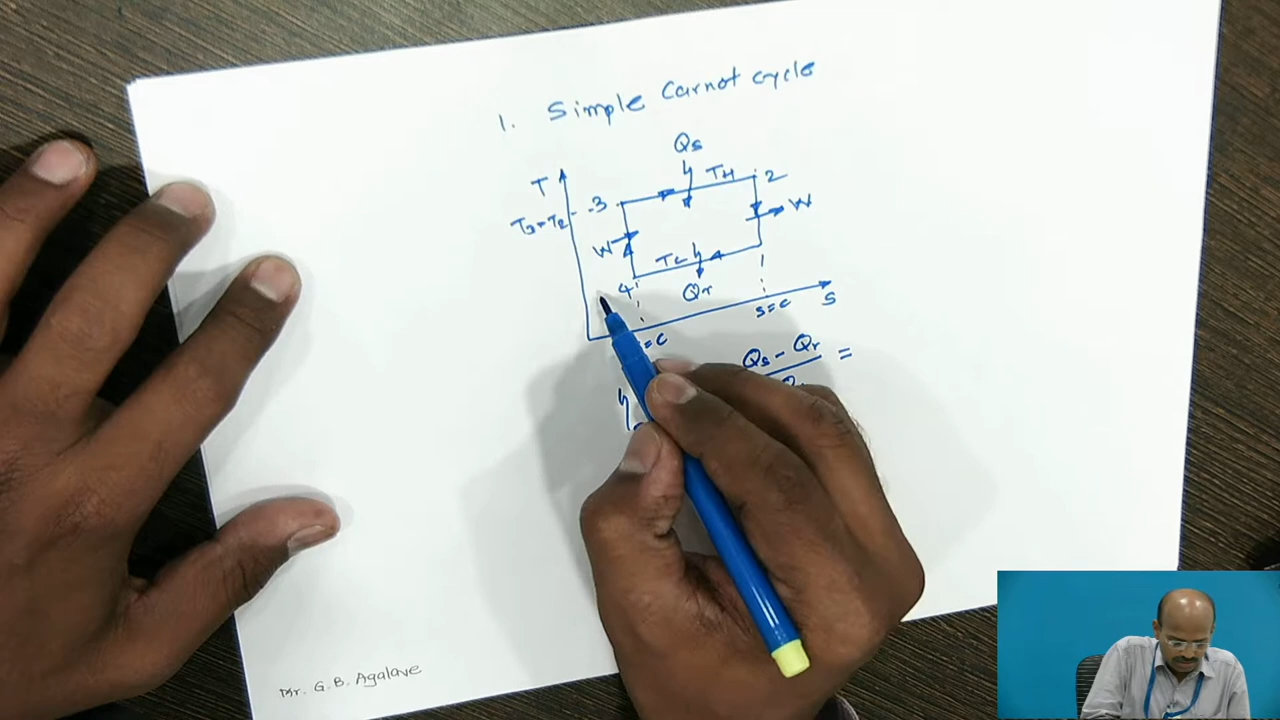 1. Simple Carnot cycle
Qs
T
TH
2
T3=T2
3
W
W
TL
1
4
Qr
S
s=c
=c
Qs - Qr =
Mr. G. B. Agalave